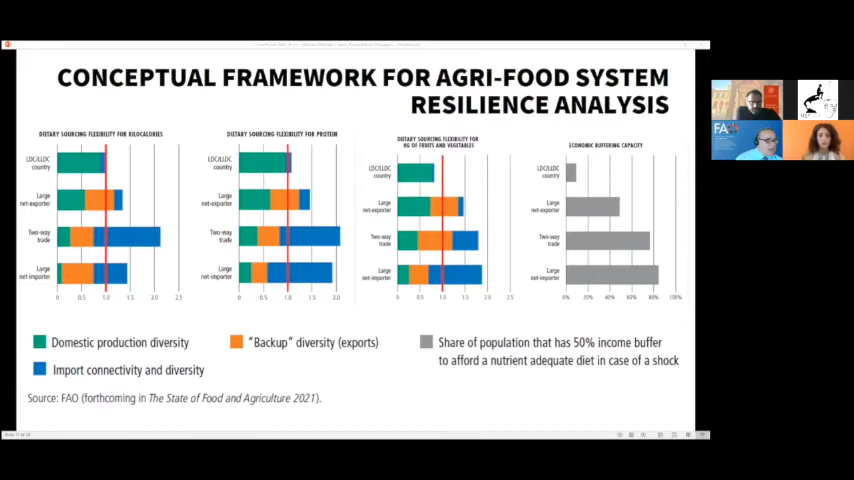 CONCEPTUAL FRAMEWORK FOR AGRI-FOOD SYSTEM
RESILIENCE ANALYSIS
DIETARY SOURCING FLEXIBILITY FOR KILOCALORIES
LDC/LLDC
country
Large
net-exporter
Two-way
trade
Large
net-importer
0 0.5 1.0 1.5 2.0 2.5
DIETARY SOURCING FLEXIBILITY FOR PROTEIN
LDC/LLDC
country
Large
net-exporter
Two-way
trade
Large
net-importer
0 0.5 1.0 1.5 2.0
DIETARY SOURCING FLEXIBILITY FOR
KG OF FRUITS AND VEGETABLES
LDC/LLDC
country
Large
net-exporter
Two-way
trade
Large
net-importer
0 0.5 1.0 1.5 2.0 2.5
ECONOMIC BUFFERING CAPACITY
LDC/LLDC
country
Large
net-exporter
Two-way
trade
Large
net-importer
0% 20% 40% 60% 80% 100%
Domestic production diversity
"Backup" diversity (exports)
Share of population that has 50% income buffer
to afford a nutrient adequate diet in case of a shock
Import connectivity and diversity
Source: FAO (forthcoming in The State of Food and Agriculture 2021).
FA